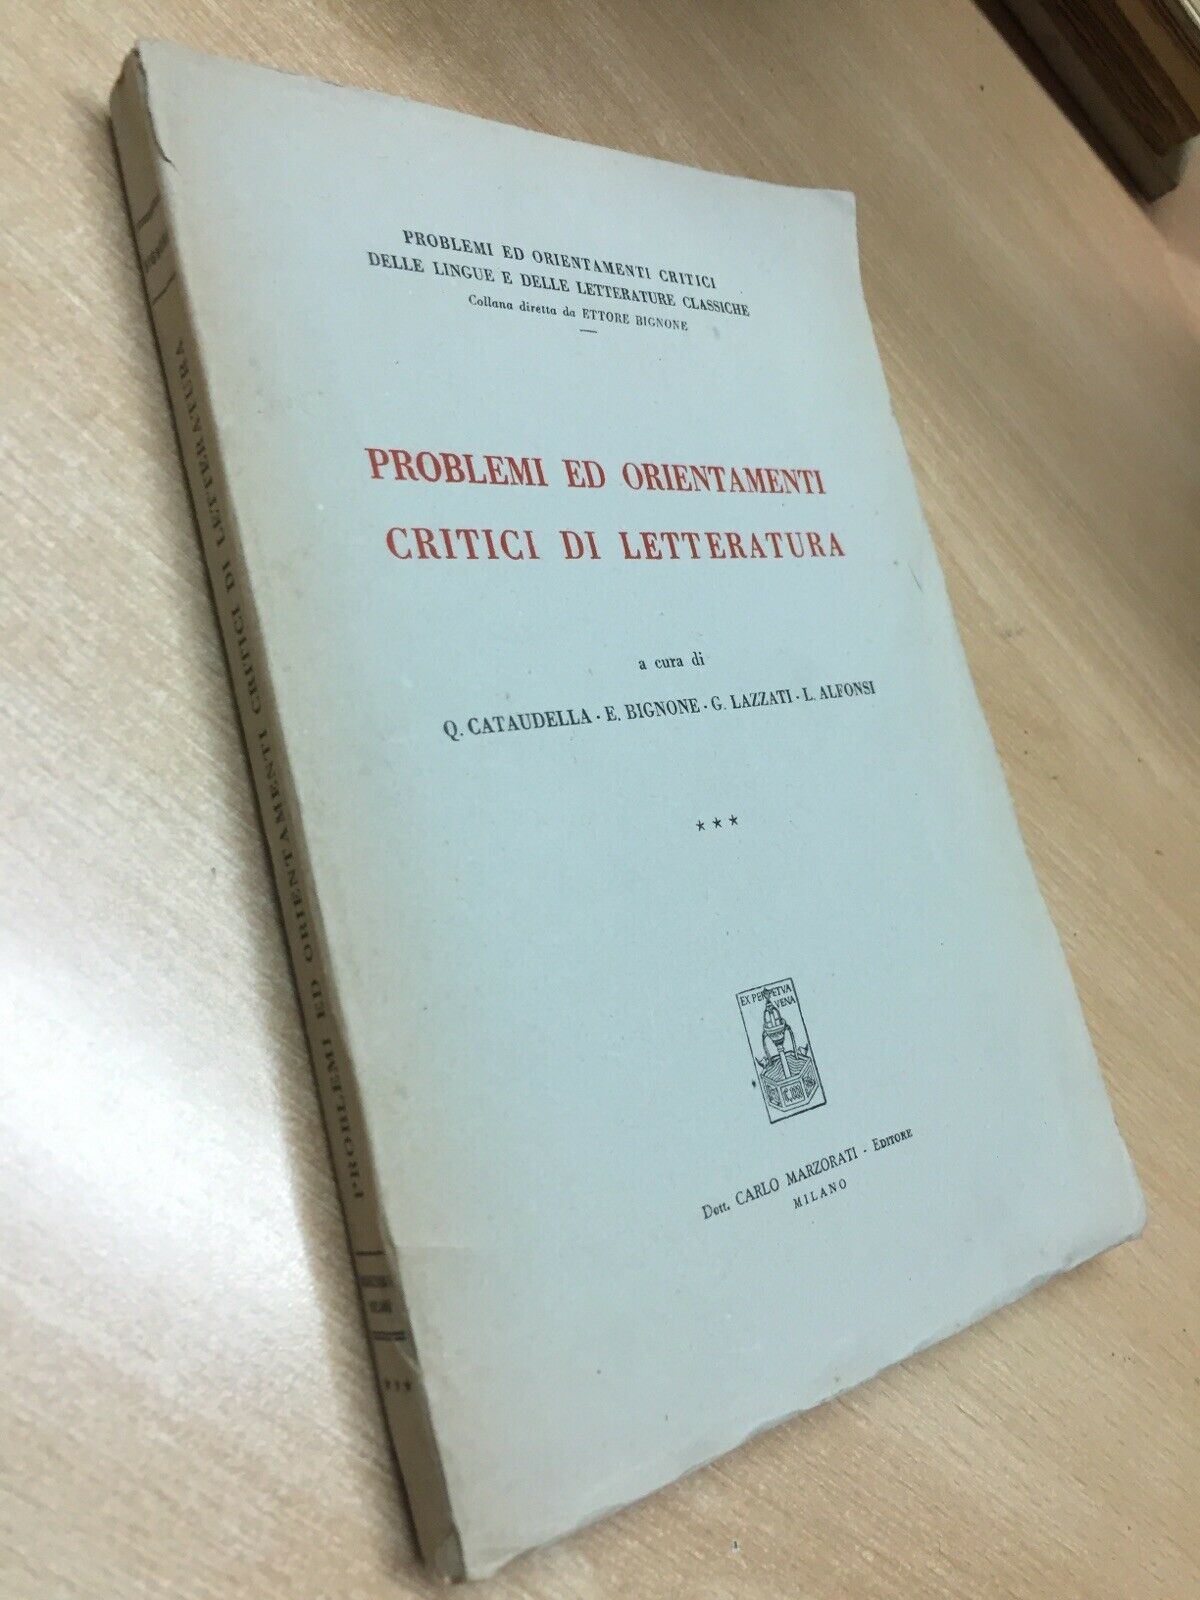 PROBLEMI ED ORIENTAMENTI CRITICI
DELLE LINGUE E DELLE LETTERATURE CLASSICHE
Collana diretta da ETTORE BIGNONE
PROBLEMI ED ORIENTAMENTI
CRITICI DI LETTERATURA
a cura di
Q. CATAUDELLA - E. BIGNONE - G. LAZZATI - L. ALFONSI
* * *
EX PERPETVA
VENA
Dott. CARLO MARZORATI - EDITORE
MILANO
PROBLEMI ED ORIENTAMENTI CRITICI DI LETTERATURA
* * *